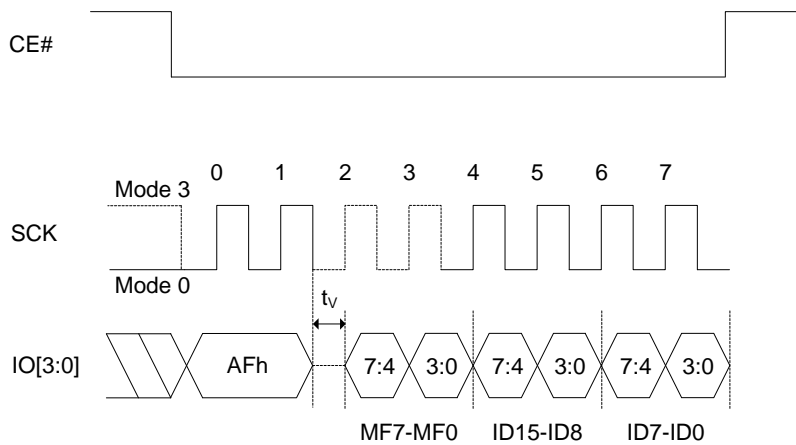 CE#
0 1 2 3 4 5 6 7
Mode 3
SCK
Mode 0
tV
IO[3:0] AFh 7:4 3:0 7:4 3:0 7:4 3:0
MF7-MF0 ID15-ID8 ID7-ID0